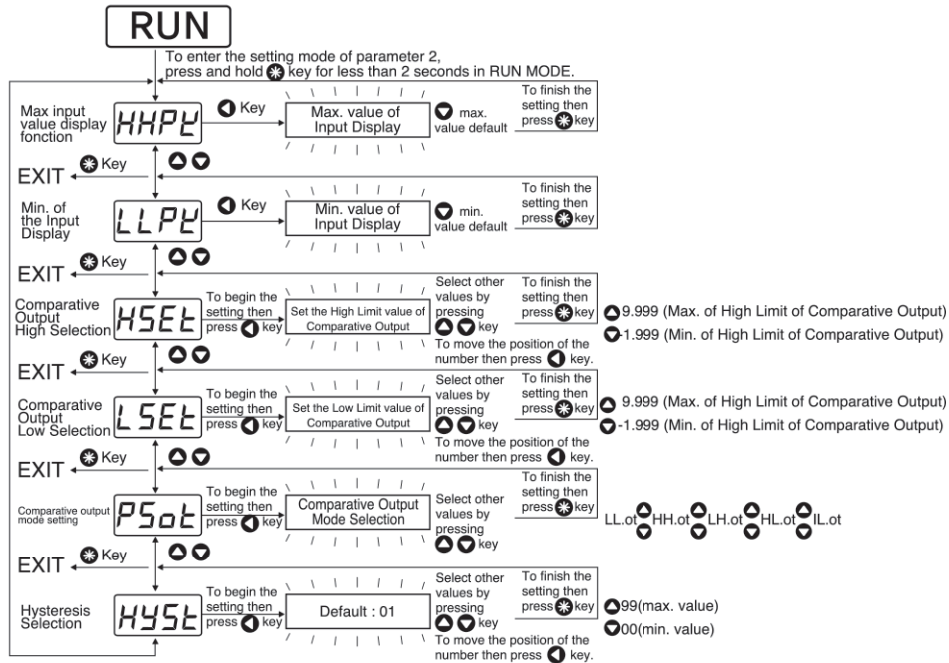 RUN
To enter the setting mode of parameter 2,
press and hold key for less than 2 seconds in RUN MODE.
Max input
value display
fonction
HHPt
Key
Max. value of
Input Display
max.
value default
To finish the
setting then
press key
EXIT
Key
Min. of
the Input
Display
LLPt
Key
Min. value of
Input Display
min.
value default
To finish the
setting then
press key
EXIT
Key
Comparative
Output
High Selection
HSEt
To begin the
setting then
press key
Set the High Limit value of
Comparative Output
Select other
values by
pressing
key
To move the position of the
number then press key.
To finish the
setting then
press key
9.999 (Max. of High Limit of Comparative Output)
-1.999 (Min. of High Limit of Comparative Output)
EXIT
Key
Comparative
Output
Low Selection
LSEt
To begin the
setting then
press key
Set the Low Limit value of
Comparative Output
Select other
values by
pressing
key
To move the position of the
number then press key.
To finish the
setting then
press key
9.999 (Max. of High Limit of Comparative Output)
-1.999 (Min. of High Limit of Comparative Output)
EXIT
Key
Comparative output
mode setting
PSot
To begin the
setting then
press key
Comparative Output
Mode Selection
Select other
values by
pressing
key
To finish the
setting then
press key
LL.ot HH.ot LH.ot HL.ot IL.ot
EXIT
Key
Hysteresis
Selection
HYSt
To begin the
setting then
press key
Default : 01
Select other
values by
pressing
key
To move the position of the
number then press key.
To finish the
setting then
press key
99(max. value)
00(min. value)